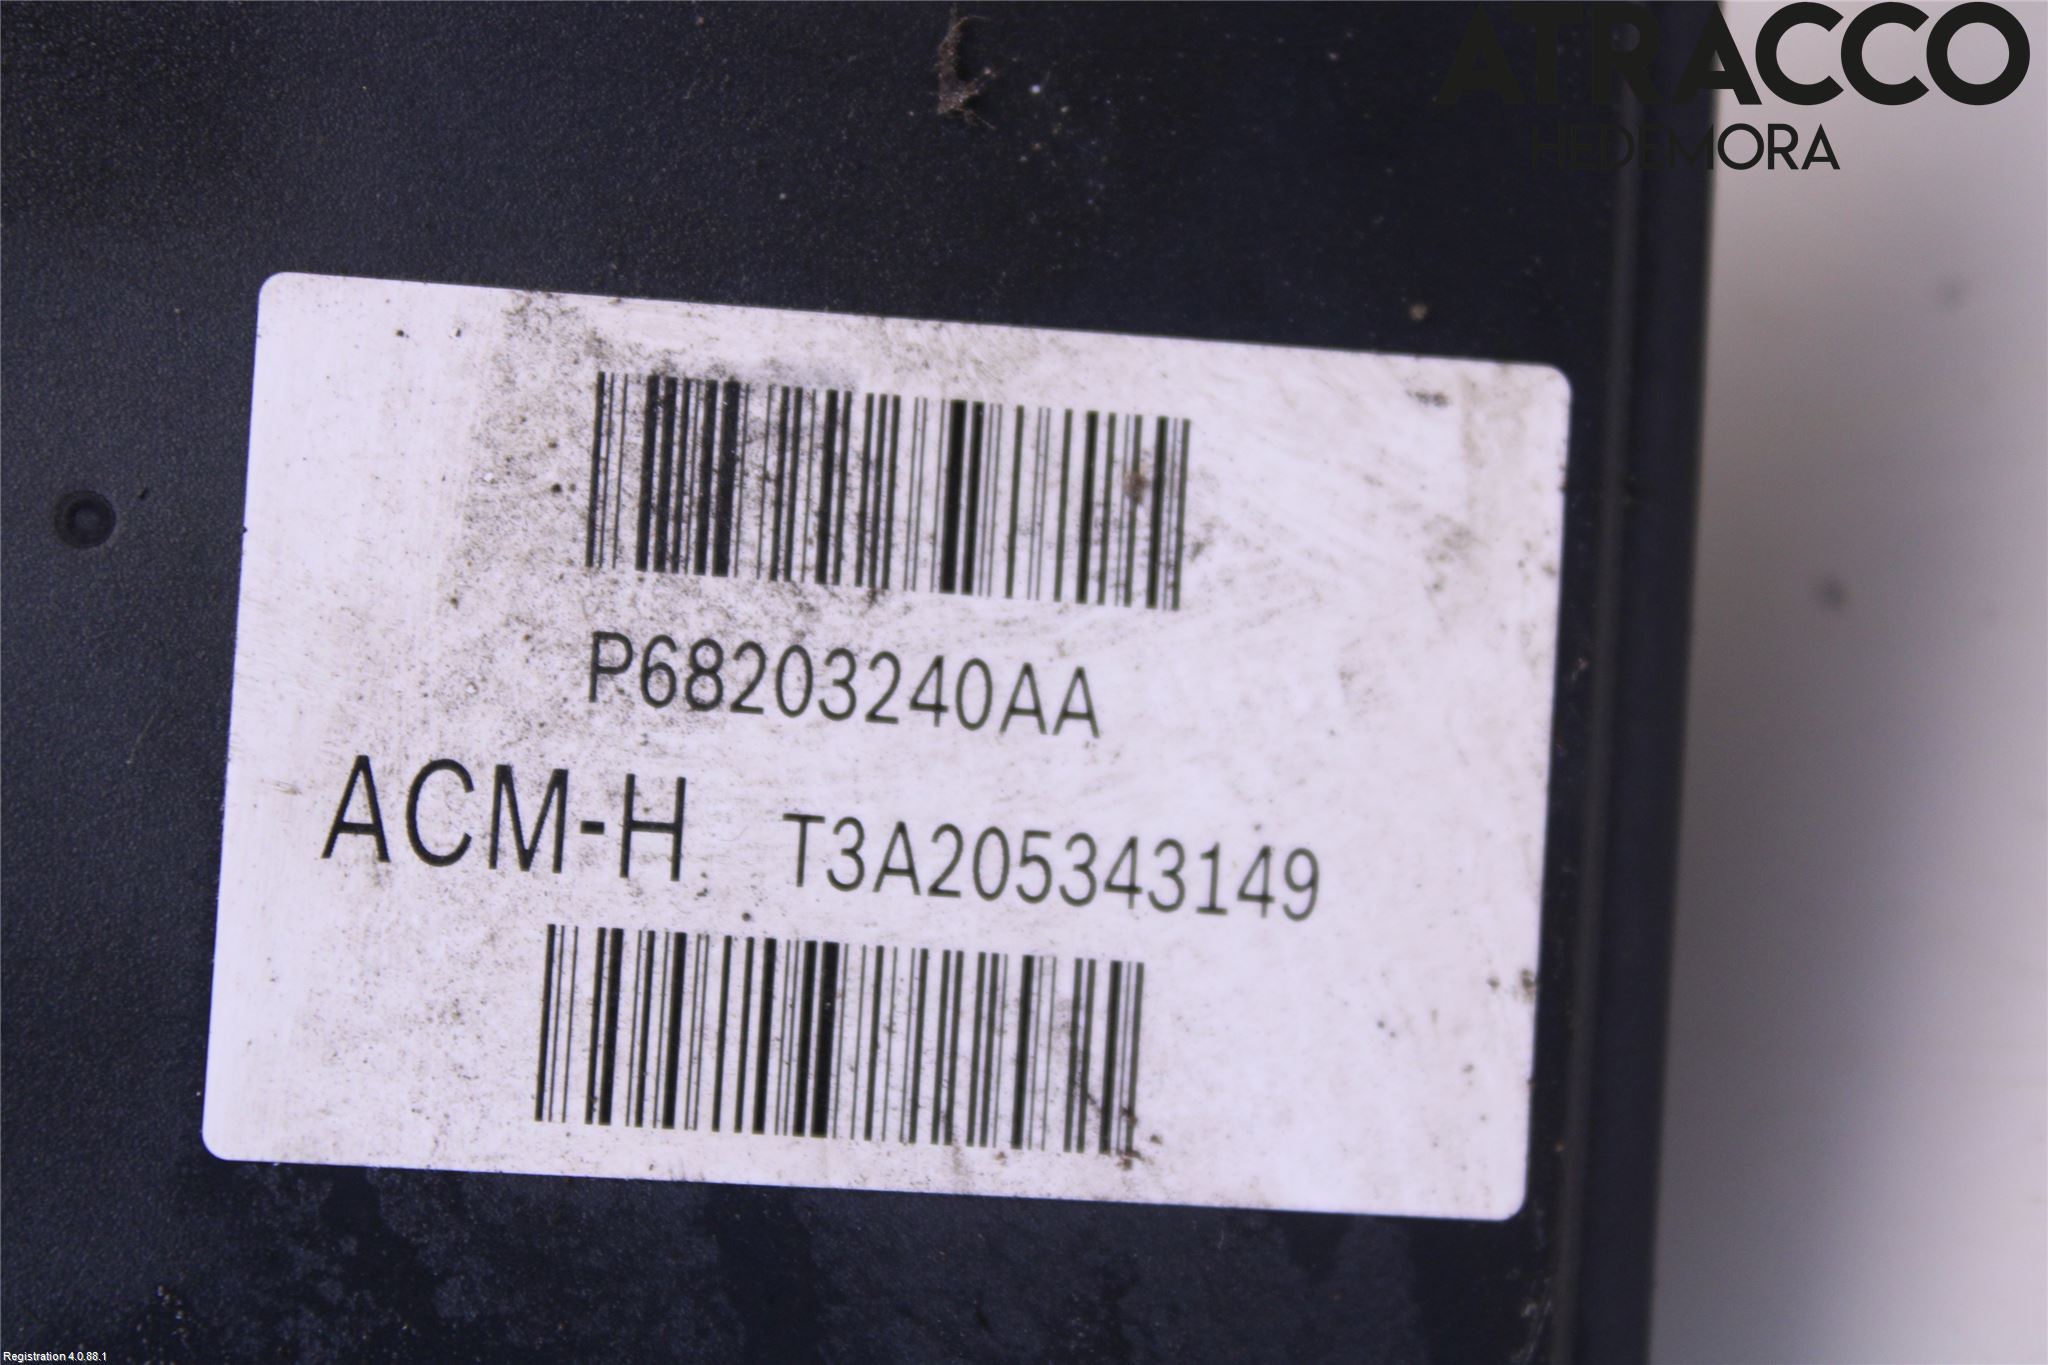 ATRACCO
HEDEMORA
P68203240AA
ACM-H T3A205343149
Registration 4.0.88.1